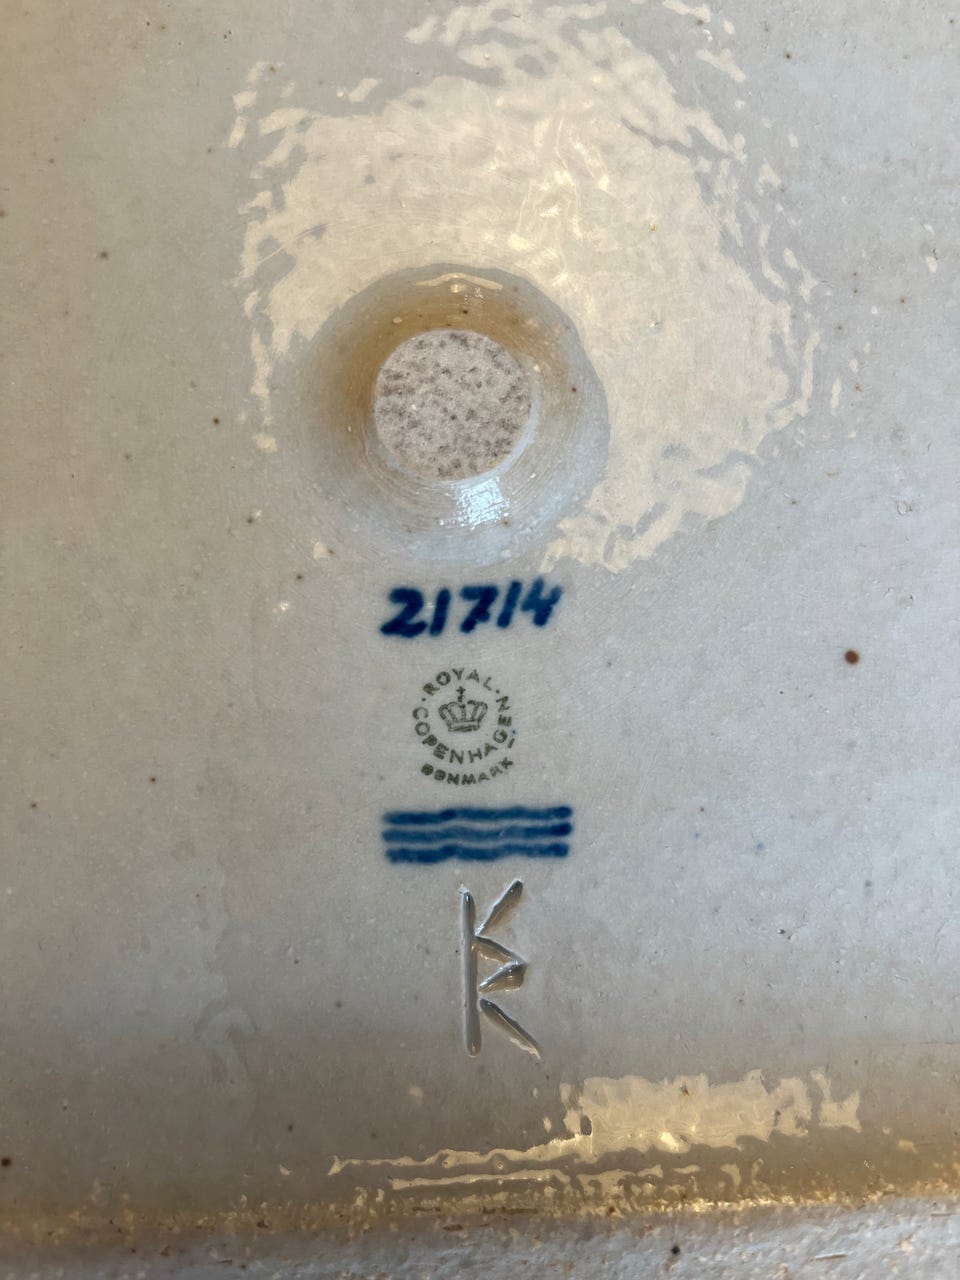 21714
ROYAL
COPENHAGEN
DENMARK